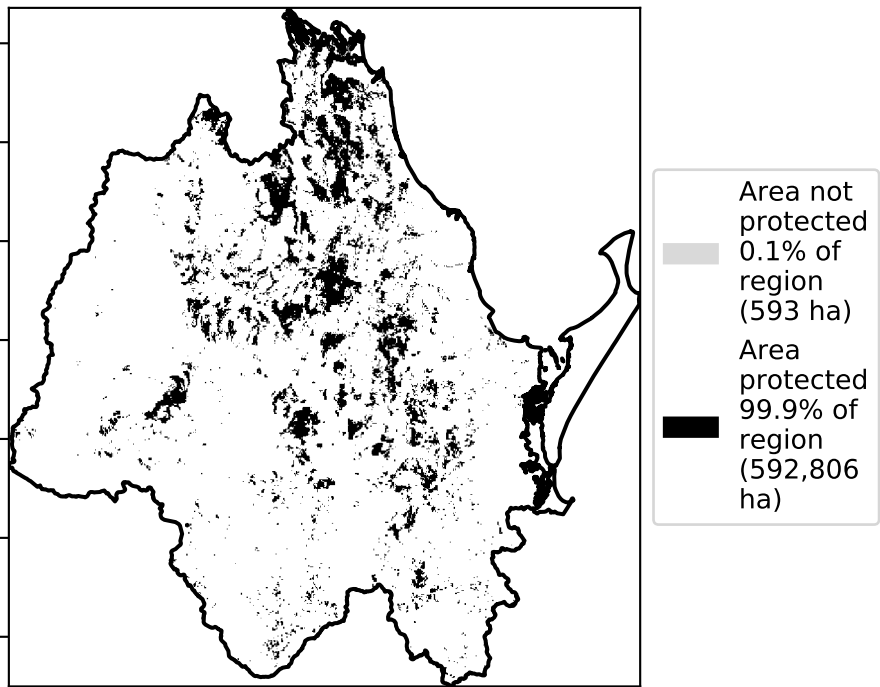 Area not
protected
0.1% of
region
(593 ha)
Area
protected
99.9% of
region
(592,806
ha)